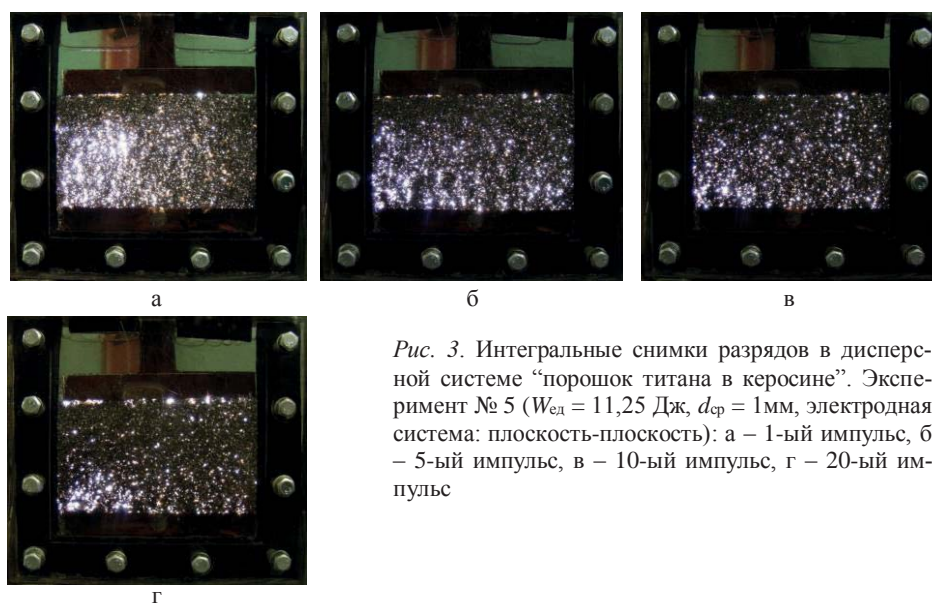 а
б
в
Рис. 3. Интегральные снимки разрядов в дисперс-
ной системе “порошок титана в керосине”. Экспе-
римент № 5 (Wед = 11,25 Дж, dср = 1мм, электродная
система: плоскость-плоскость): а – 1-ый импульс, б
– 5-ый импульс, в – 10-ый импульс, г – 20-ый им-
пульс
г